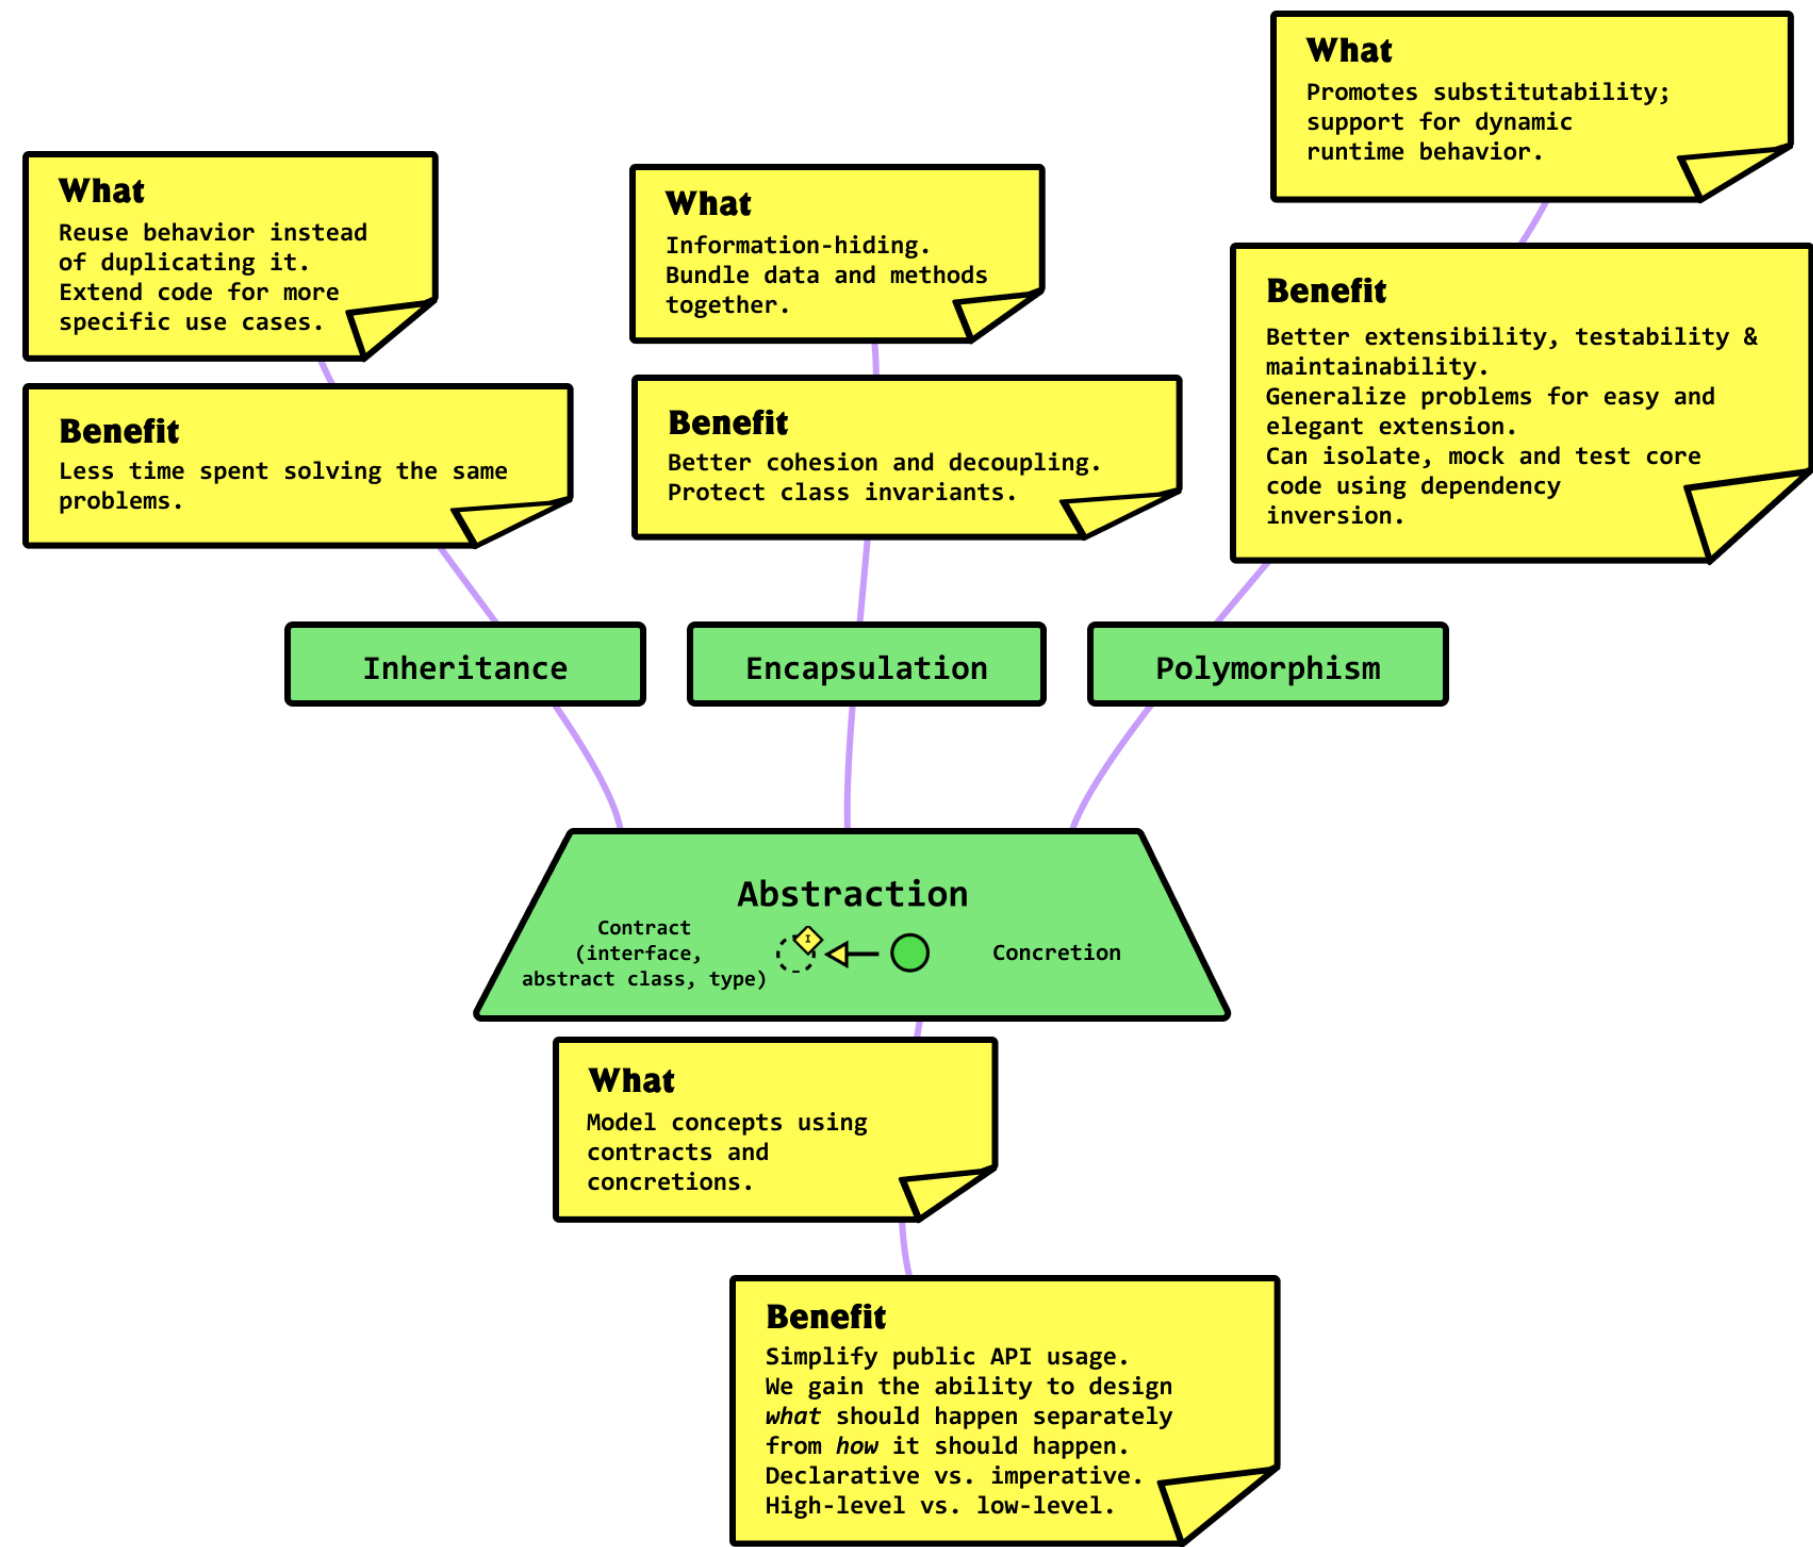 What
Reuse behavior instead
of duplicating it.
Extend code for more
specific use cases.
Benefit
Less time spent solving the same
problems.
Inheritance
What
Information-hiding.
Bundle data and methods
together.
Benefit
Better cohesion and decoupling.
Protect class invariants.
Encapsulation
What
Promotes substitutability;
support for dynamic
runtime behavior.
Benefit
Better extensibility, testability &
maintainability.
Generalize problems for easy and
elegant extension.
Can isolate, mock and test core
code using dependency
inversion.
Polymorphism
Abstraction
Contract
(interface,
abstract class, type)
I
Concretion
What
Model concepts using
contracts and
concretions.
Benefit
Simplify public API usage.
We gain the ability to design
what should happen separately
from how it should happen.
Declarative vs. imperative.
High-level vs. low-level.